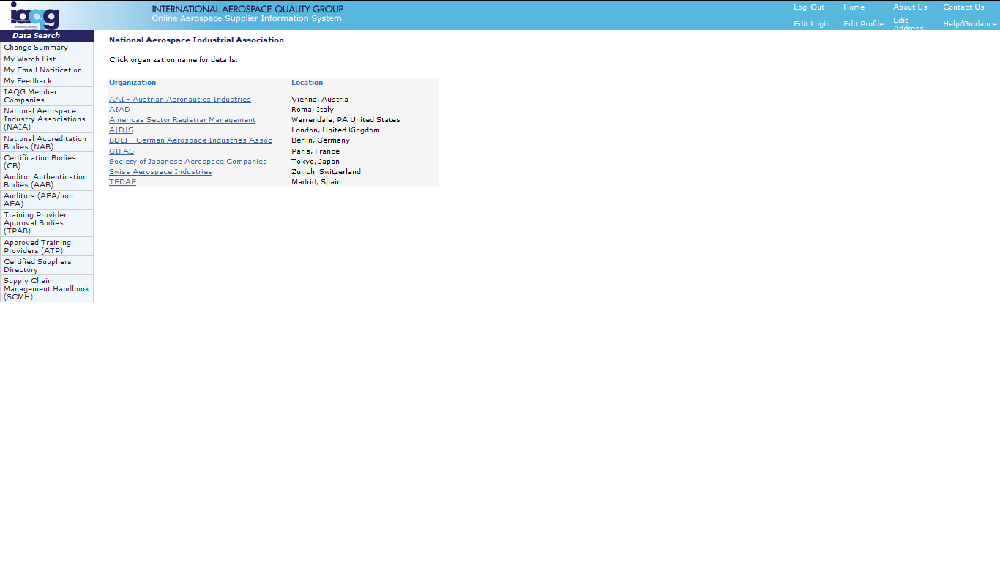 iaqg
INTERNATIONAL AEROSPACE QUALITY GROUP
Online Aerospace Supplier Information System
Log-Out
Home
About Us
Contact Us
Edit Login
Edit Profile
Edit
Address
Help/Guidance
Data Search
Change Summary
My Watch List
My Email Notification
My Feedback
IAQG Member
Companies
National Aerospace
Industry Associations
(NAIA)
National Accreditation
Bodies (NAB)
Certification Bodies
(CB)
Auditor Authentication
Bodies (AAB)
Auditors (AEA/non
AEA)
Training Provider
Approval Bodies
(TPAB)
Approved Training
Providers (ATP)
Certified Suppliers
Directory
Supply Chain
Management Handbook
(SCMH)
National Aerospace Industrial Association
Click organization name for details.
Organization Location
AAI - Austrian Aeronautics Industries Vienna, Austria
AIAD Roma, Italy
Americas Sector Registrar Management Warrendale, PA United States
A|D|S London, United Kingdom
BDLI - German Aerospace Industries Assoc Berlin, Germany
GIFAS Paris, France
Society of Japanese Aerospace Companies Tokyo, Japan
Swiss Aerospace Industries Zurich, Switzerland
TEDAE Madrid, Spain